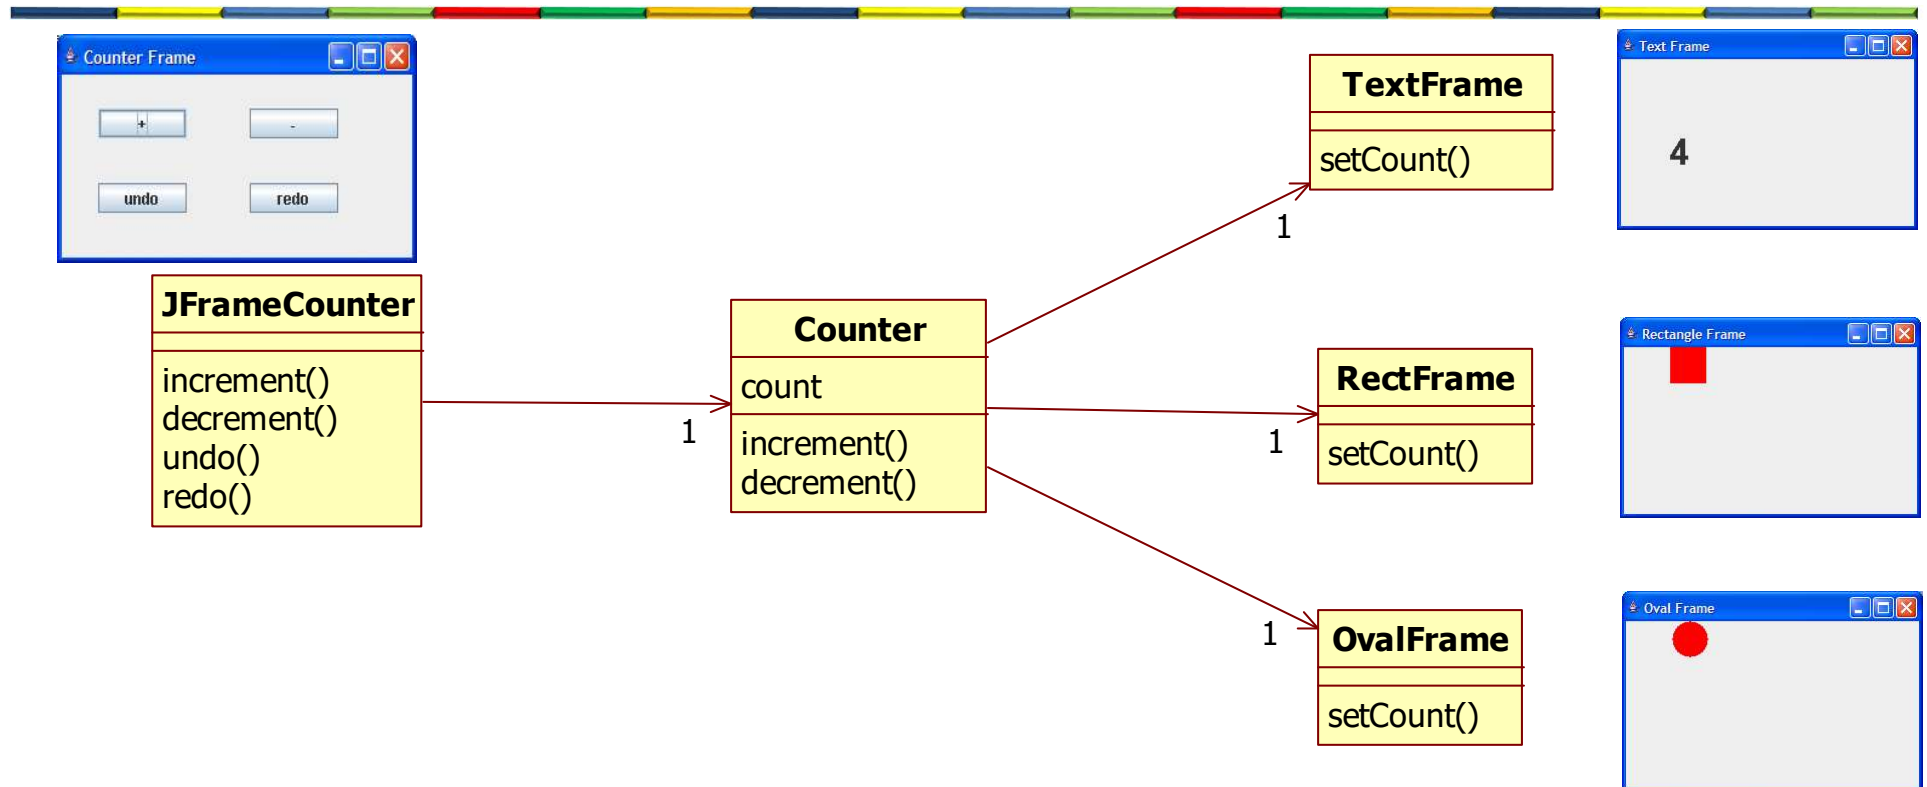 Counter Frame
+
-
undo
redo
JFrameCounter
increment()
decrement()
undo()
redo()
1
Counter
count
increment()
decrement()
1
TextFrame
setCount()
1
RectFrame
setCount()
1
OvalFrame
setCount()
Text Frame
4
Rectangle Frame
Oval Frame